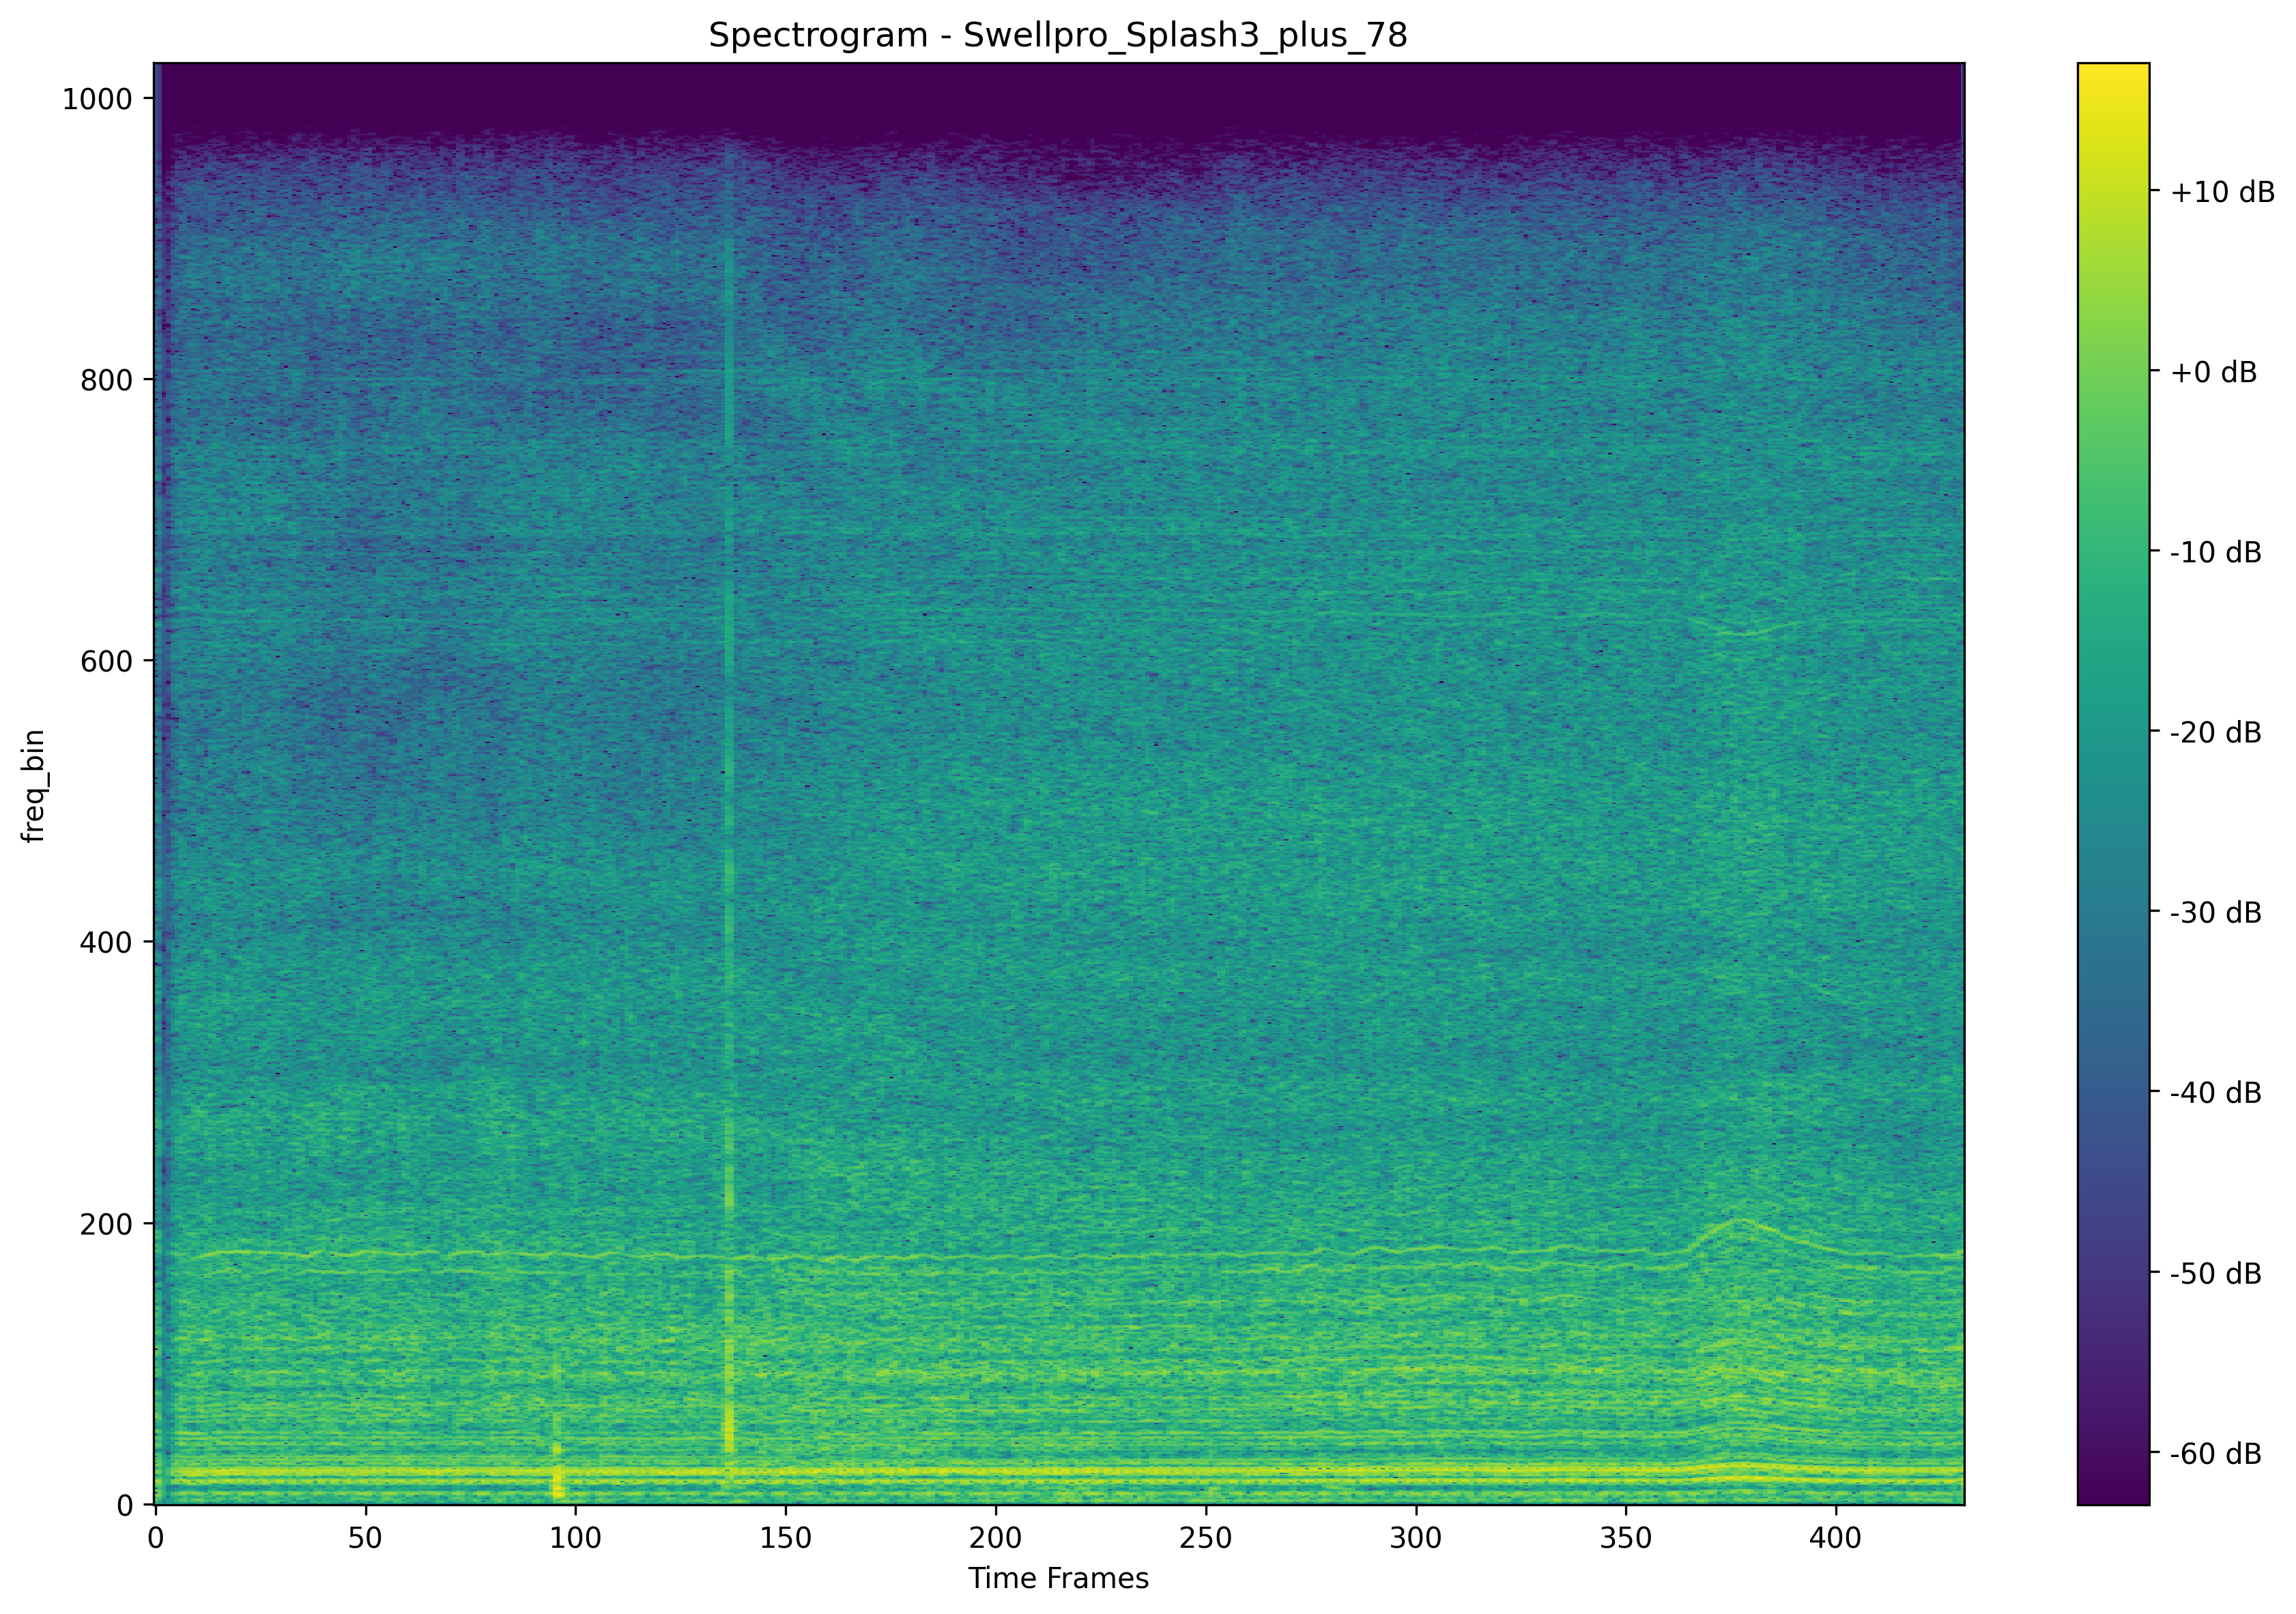 Spectrogram - Swellpro_Splash3_plus_78
freq_bin
1000
800
600
400
200
0
0 50 100 150 200 250 300 350 400
Time Frames
+10 dB
+0 dB
-10 dB
-20 dB
-30 dB
-40 dB
-50 dB
-60 dB